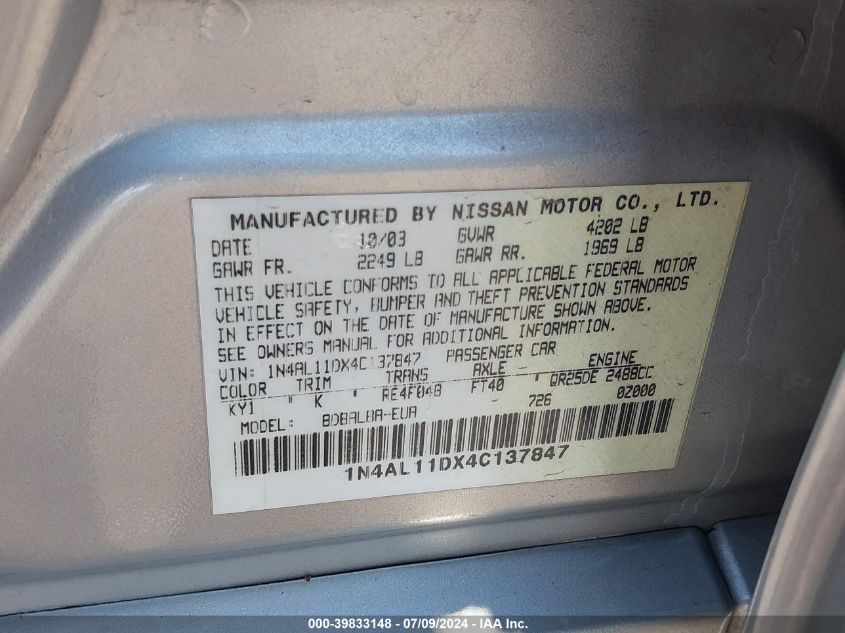 MANUFACTURED BY NISSAN MOTOR CO., LTD.
DATE 10/03 GVWR 4202 LB
GAWR FR. 2249 LB GAWR RR. 1969 LB
THIS VEHICLE CONFORMS TO ALL APPLICABLE FEDERAL MOTOR
VEHICLE SAFETY, BUMPER AND THEFT PREVENTION STANDARDS
IN EFFECT ON THE DATE OF MANUFACTURE SHOWN ABOVE.
SEE OWNERS MANUAL FOR ADDITIONAL INFORMATION.
VIN: 1N4AL11DX4C137847 PASSENGER CAR
COLOR TRIM TRANS AXLE ENGINE
KY1 K RE4F04B FT40 QR25DE 2488CC
MODEL: BDBALBA-EUA 726 0Z000
1N4AL11DX4C137847
000-39833148 - 07/09/2024 - IAA Inc.